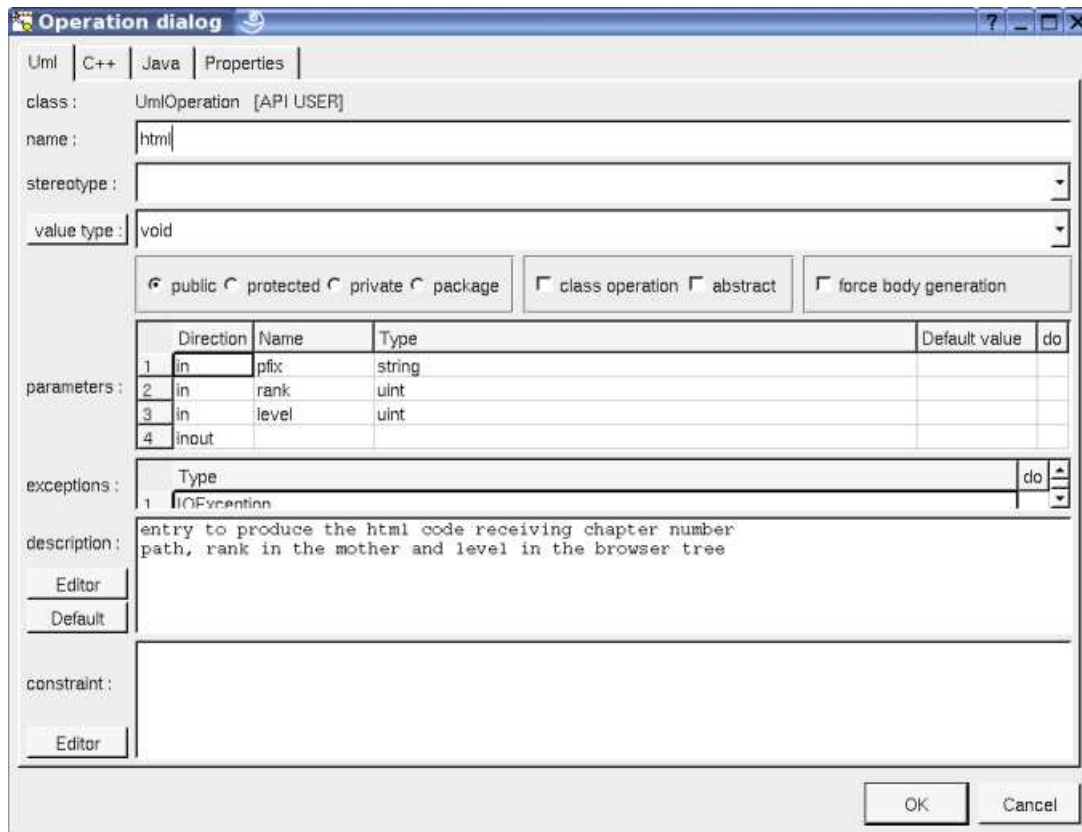 Operation dialog
Uml C++ Java Properties
class : UmlOperation [API USER]
name : html
stereotype :
value type : void
public protected private package class operation abstract force body generation
Direction Name Type Default value do
1 in pfix string
parameters : 2 in rank uint
3 in level uint
4 inout
Type do
exceptions : 1 IOException
entry to produce the html code receiving chapter number
description : path, rank in the mother and level in the browser tree
Editor
Default
constraint :
Editor
OK Cancel